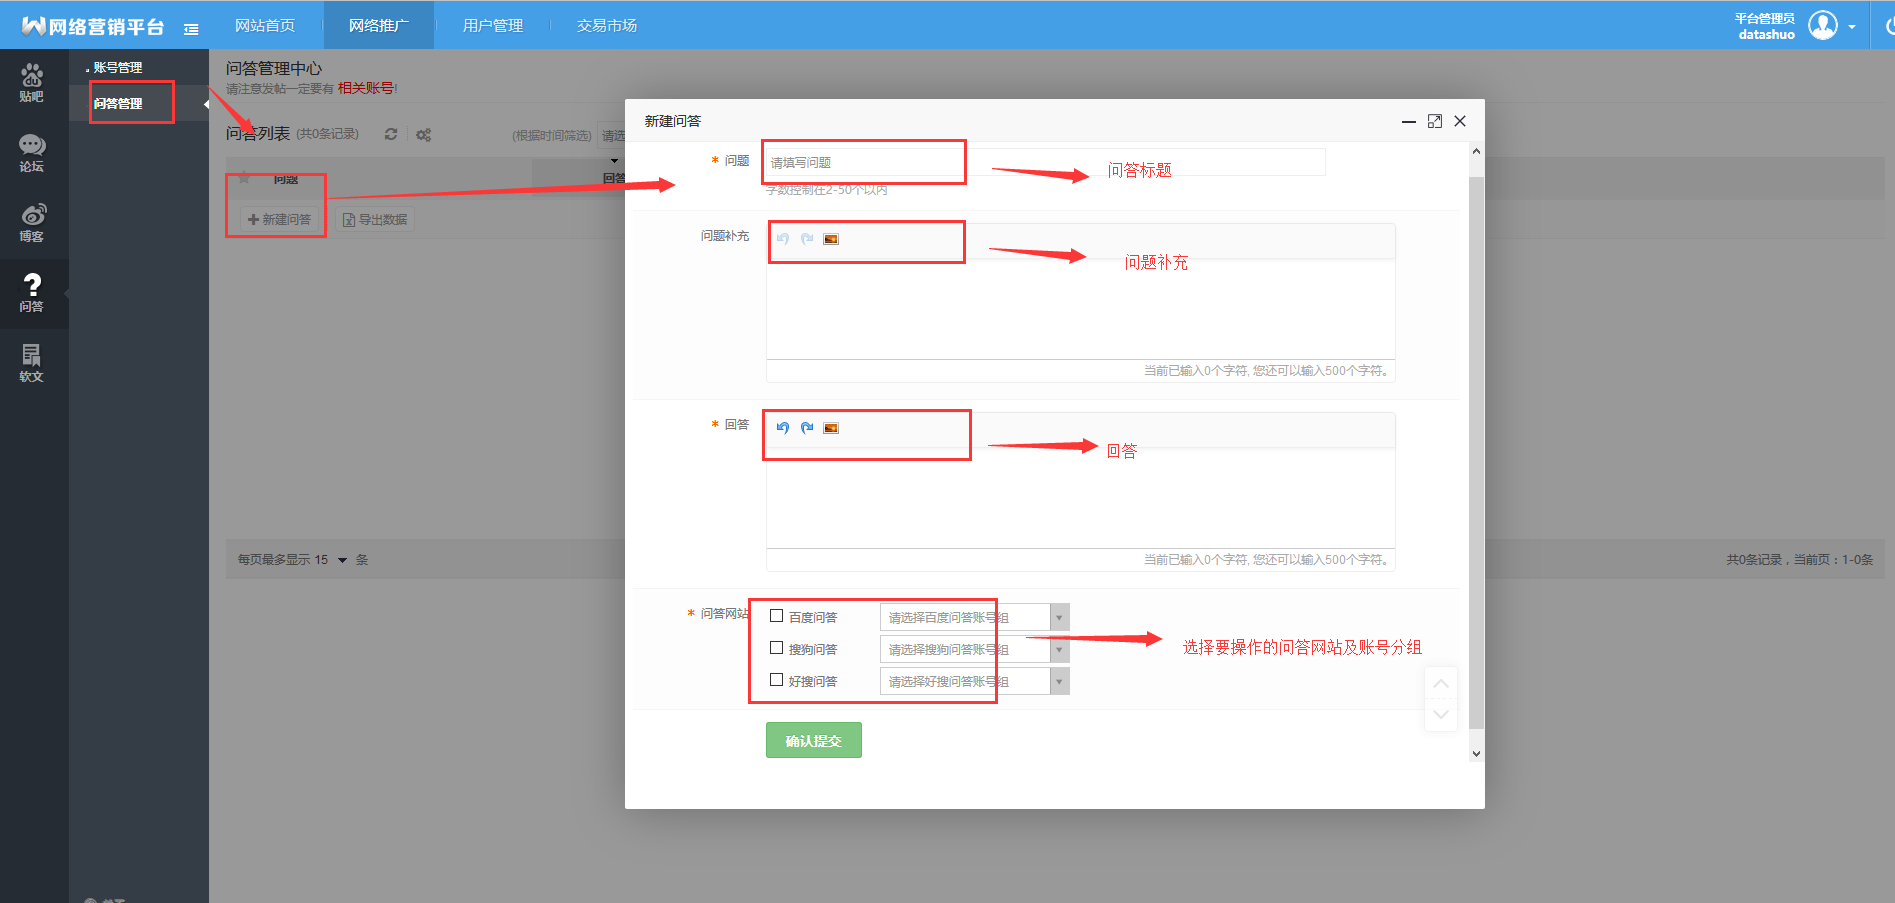 网络营销平台
网站首页
网络推广
用户管理
交易市场
平台管理员
datashuo
贴吧
论坛
博客
问答
软文
账号管理
问答管理
问答管理中心
请注意发帖一定要有 相关账号!
问答列表 (共0条记录)
(根据时间筛选)
请选
问题
回答
新建问答
导出数据
每页最多显示 15 条
共0条记录，当前页：1-0条
新建问答
* 问题
请填写问题
问答标题
字数控制在2-50个以内
问题补充
问题补充
当前已输入0个字符, 您还可以输入500个字符。
* 回答
回答
当前已输入0个字符, 您还可以输入500个字符。
* 问答网站
百度问答
请选择百度问答账号组
搜狗问答
请选择搜狗问答账号组
好搜问答
请选择好搜问答账号组
选择要操作的问答网站及账号分组
确认提交